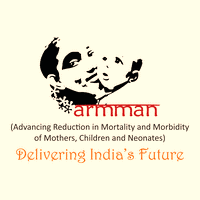 armman
(Advancing Reduction in Mortality and Morbidity
of Mothers, Children and Neonates)
Delivering India's Future